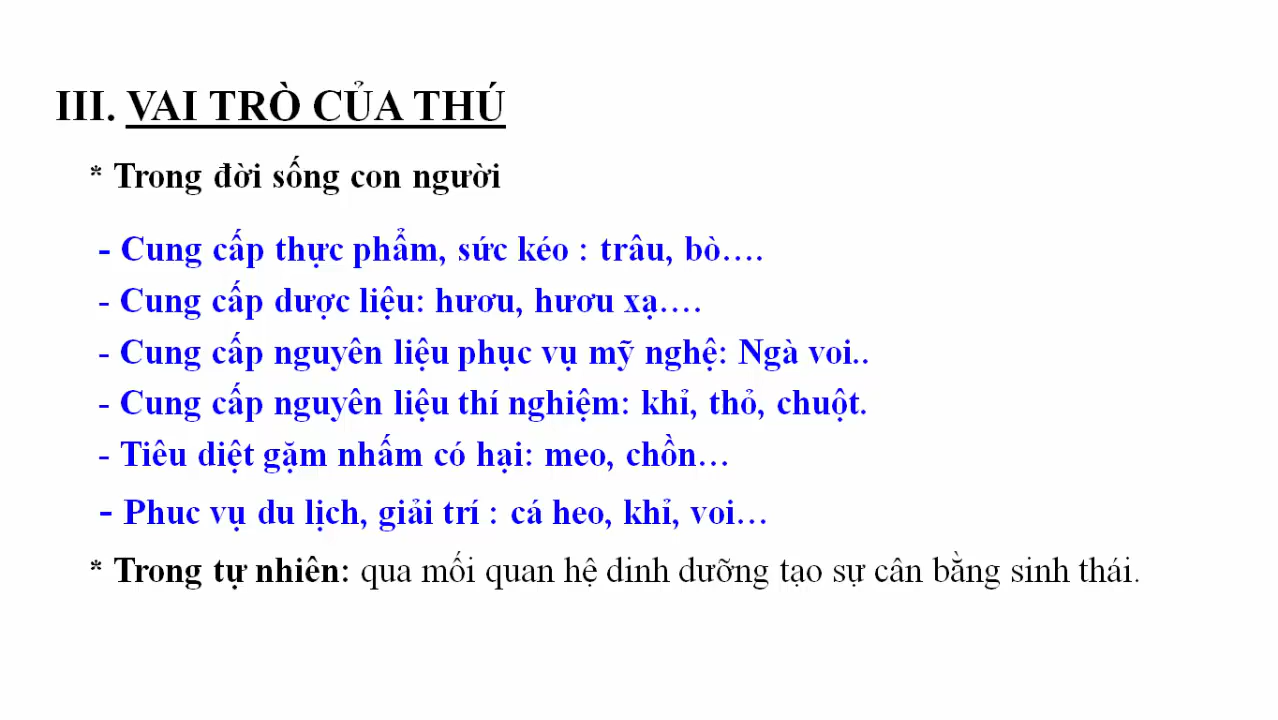 III. VAI TRÒ CỦA THÚ
* Trong đời sống con người
- Cung cấp thực phẩm, sức kéo : trâu, bò….
- Cung cấp dược liệu: hươu, hươu xạ….
- Cung cấp nguyên liệu phục vụ mỹ nghệ: Ngà voi..
- Cung cấp nguyên liệu thí nghiệm: khỉ, thỏ, chuột.
- Tiêu diệt gặm nhấm có hại: meo, chồn…
- Phuc vụ du lịch, giải trí : cá heo, khỉ, voi…
* Trong tự nhiên: qua mối quan hệ dinh dưỡng tạo sự cân bằng sinh thái.